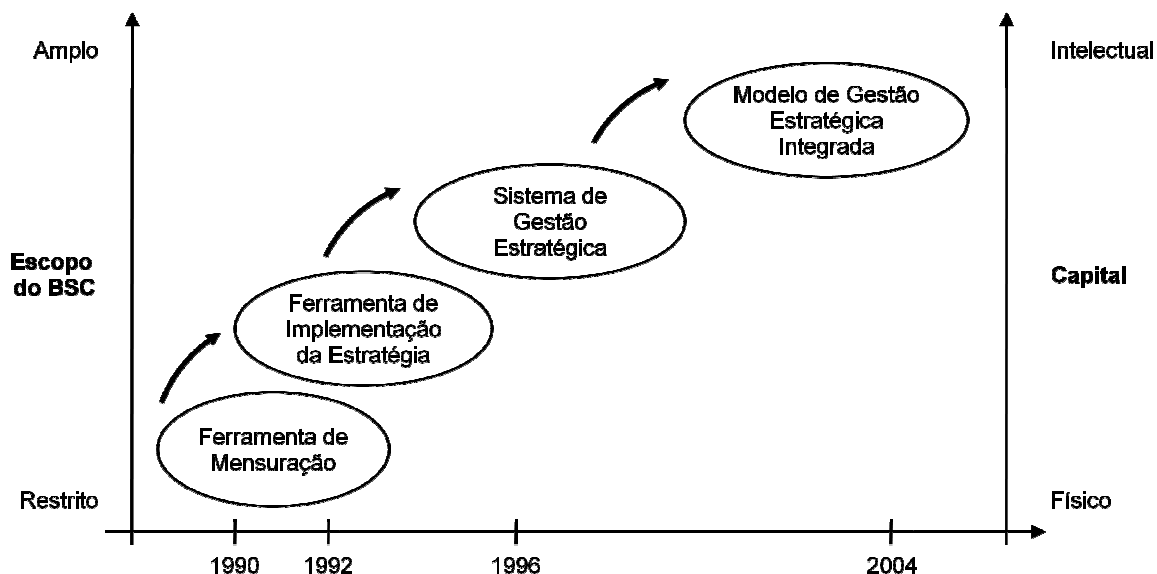 Amplo
Intelectual
Modelo de Gestão
Estratégica
Integrada
Sistema de
Gestão
Estratégica
Escopo
do BSC
Capital
Ferramenta de
Implementação
da Estratégia
Ferramenta de
Mensuração
Restrito
Físico
1990
1992
1996
2004